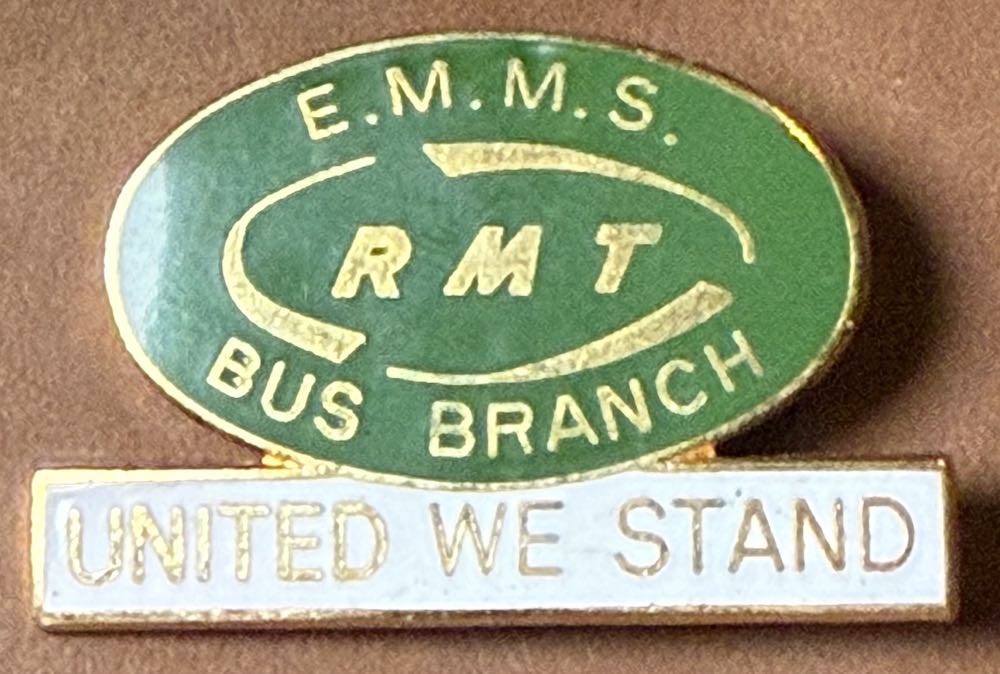 E.M.M.S.
RMT
BUS BRANCH
UNITED WE STAND